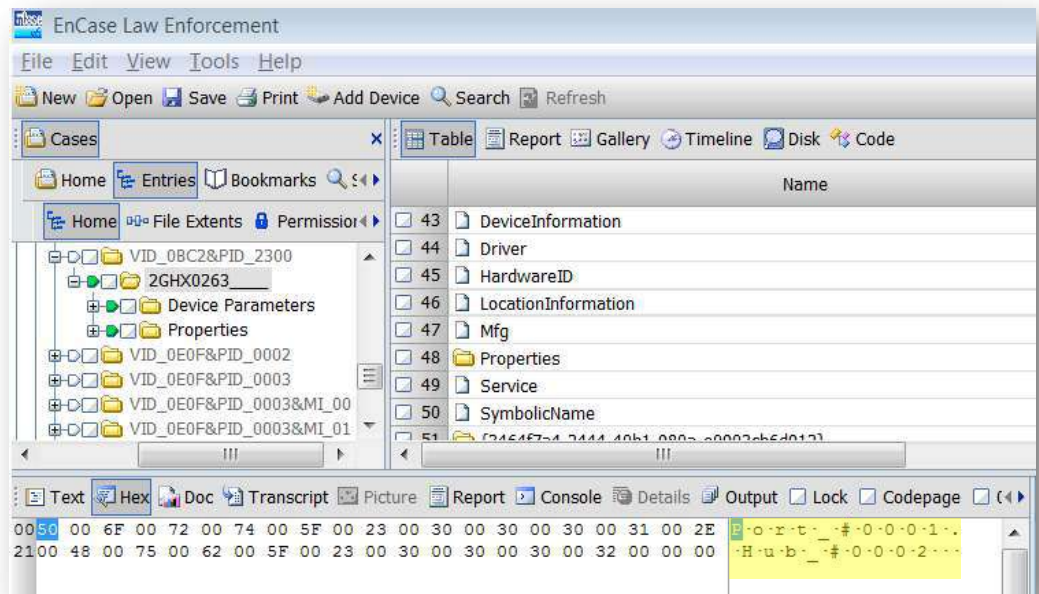 EnCase Law Enforcement
File Edit View Tools Help
New Open Save Print Add Device Search Refresh
Cases
Table Report Gallery Timeline Disk Code
Home Entries Bookmarks
Name
Home File Extents Permission
43 DeviceInformation
VID_0BC2&PID_2300
44 Driver
2GHX0263____
45 HardwareID
Device Parameters
46 LocationInformation
Properties
47 Mfg
VID_0E0F&PID_0002
48 Properties
VID_0E0F&PID_0003
49 Service
VID_0E0F&PID_0003&MI_00
50 SymbolicName
VID_0E0F&PID_0003&MI_01
51
Text Hex Doc Transcript Picture Report Console Details Output Lock Codepage
00 50 00 6F 00 72 00 74 00 5F 00 23 00 30 00 30 00 30 00 31 00 2E P·o·r·t·_·#·0·0·0·1·.
21 00 48 00 75 00 62 00 5F 00 23 00 30 00 30 00 30 00 32 00 00 00 ·H·u·b·_·#·0·0·0·2···